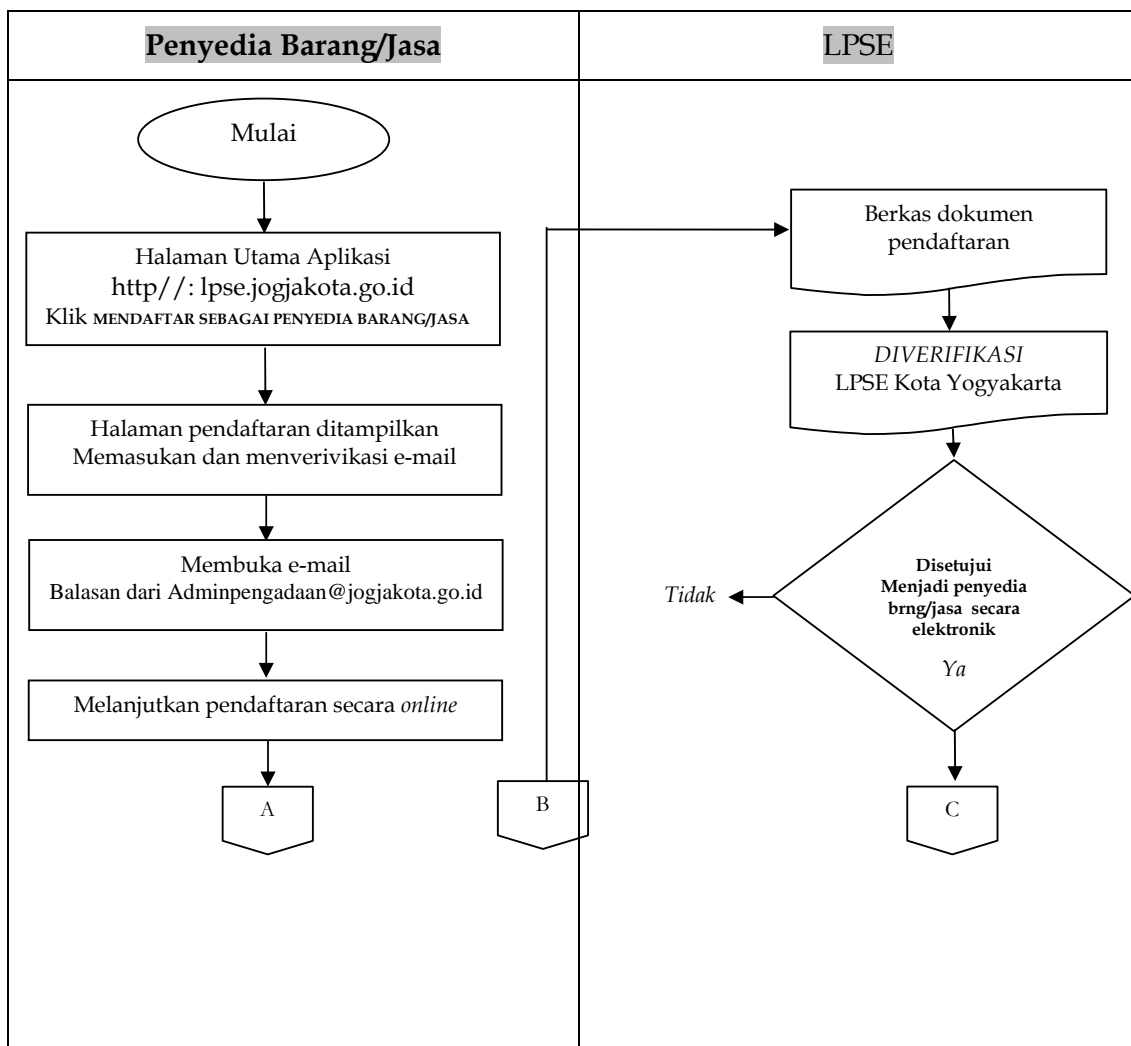 Penyedia Barang/Jasa
LPSE
Mulai
Halaman Utama Aplikasi
http//: lpse.jogjakota.go.id
Klik MENDAFTAR SEBAGAI PENYEDIA BARANG/JASA
Halaman pendaftaran ditampilkan
Memasukan dan menverivikasi e-mail
Membuka e-mail
Balasan dari Adminpengadaan@jogjakota.go.id
Melanjutkan pendaftaran secara online
A
B
Berkas dokumen
pendaftaran
DIVERIFIKASI
LPSE Kota Yogyakarta
Disetujui
Menjadi penyedia
brng/jasa secara
elektronik
Tidak
Ya
C